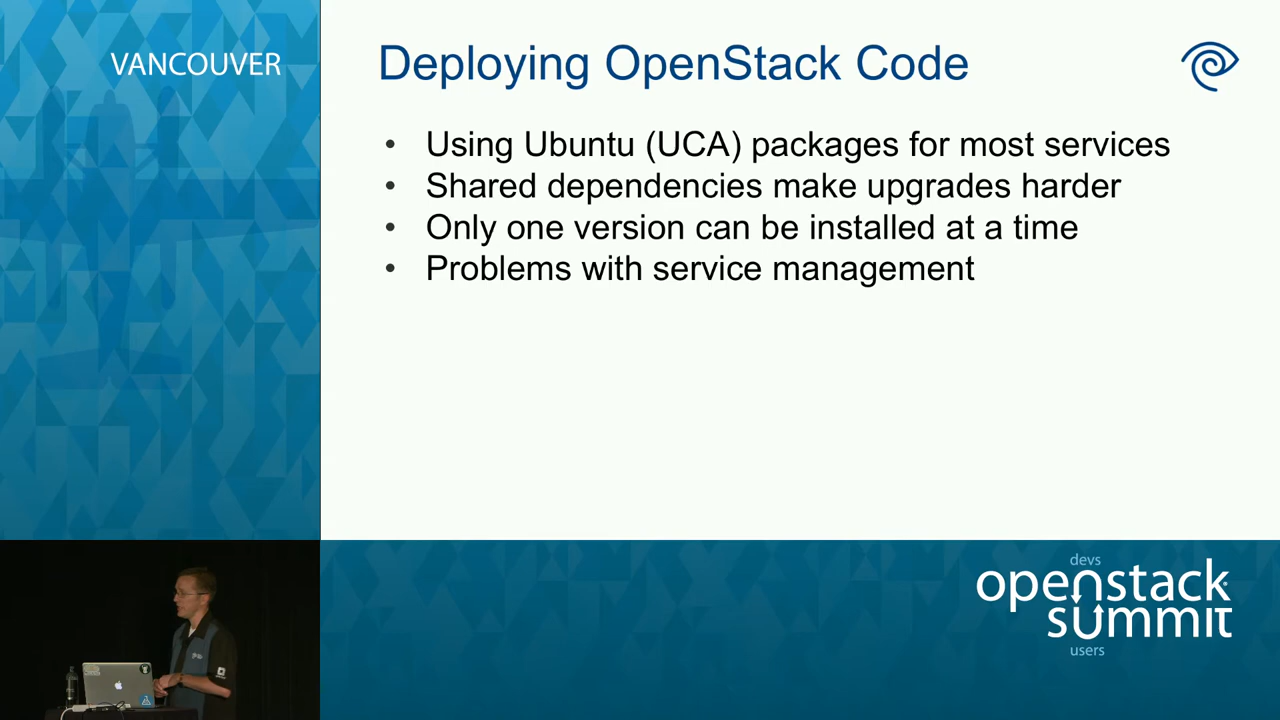 VANCOUVER
Deploying OpenStack Code
• Using Ubuntu (UCA) packages for most services
• Shared dependencies make upgrades harder
• Only one version can be installed at a time
• Problems with service management
devs
openstack
summit
users